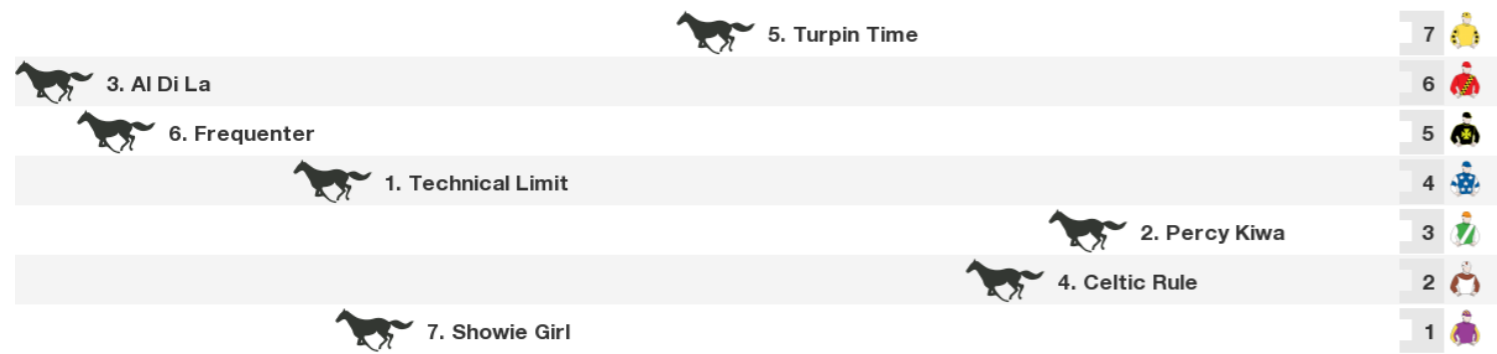 5. Turpin Time 7
3. Al Di La 6
6. Frequenter 5
1. Technical Limit 4
2. Percy Kiwa 3
4. Celtic Rule 2
7. Showie Girl 1